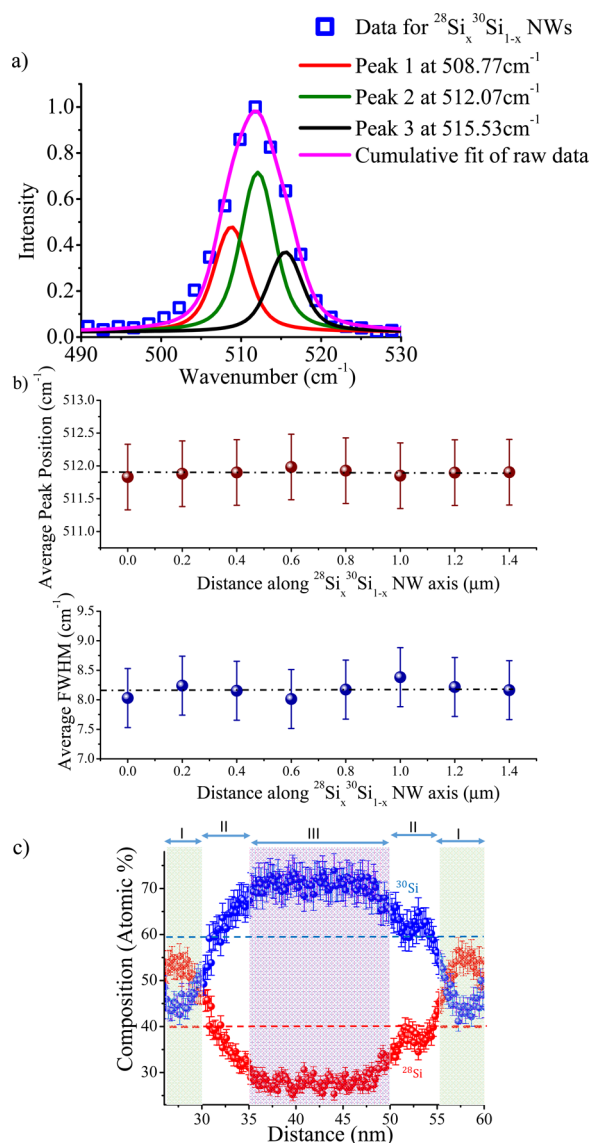 a)
Data for ²⁸Siₓ³⁰Si₁₋ₓ NWs
Peak 1 at 508.77cm⁻¹
Peak 2 at 512.07cm⁻¹
Peak 3 at 515.53cm⁻¹
Cumulative fit of raw data
Intensity
1.0
0.8
0.6
0.4
0.2
0.0
490 500 510 520 530
Wavenumber (cm⁻¹)
b)
Average Peak Position (cm⁻¹)
513.0
512.5
512.0
511.5
511.0
0.0 0.2 0.4 0.6 0.8 1.0 1.2 1.4
Distance along ²⁸Siₓ³⁰Si₁₋ₓ NW axis (μm)
Average FWHM (cm⁻¹)
9.5
9.0
8.5
8.0
7.5
7.0
0.0 0.2 0.4 0.6 0.8 1.0 1.2 1.4
Distance along ²⁸Siₓ³⁰Si₁₋ₓ NW axis (μm)
c)
I II III II I
Composition (Atomic %)
70
60
50
40
30
³⁰Si
²⁸Si
30 35 40 45 50 55 60
Distance (nm)